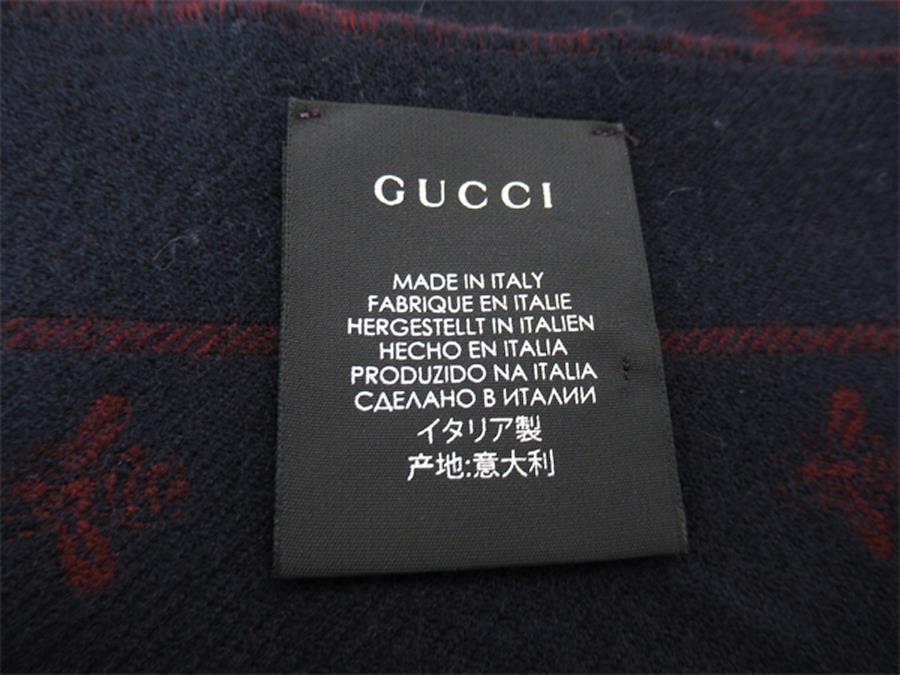 GUCCI
MADE IN ITALY
FABRIQUE EN ITALIE
HERGESTELLT IN ITALIEN
HECHO EN ITALIA
PRODUZIDO NA ITALIA
СДЕЛАНО В ИТАЛИИ
イタリア製
产地:意大利